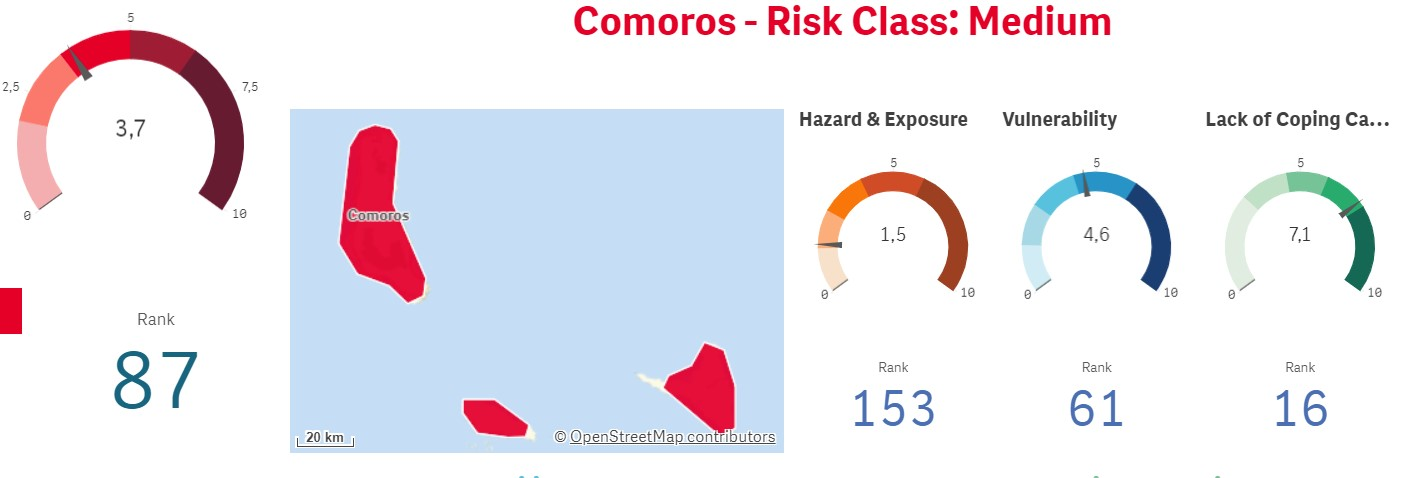 Comoros - Risk Class: Medium
5
2,5
7,5
3,7
0
10
Rank
87
Comoros
20 km
© OpenStreetMap contributors
Hazard & Exposure
5
1,5
0
10
Rank
153
Vulnerability
5
4,6
0
10
Rank
61
Lack of Coping Ca...
5
7,1
0
10
Rank
16